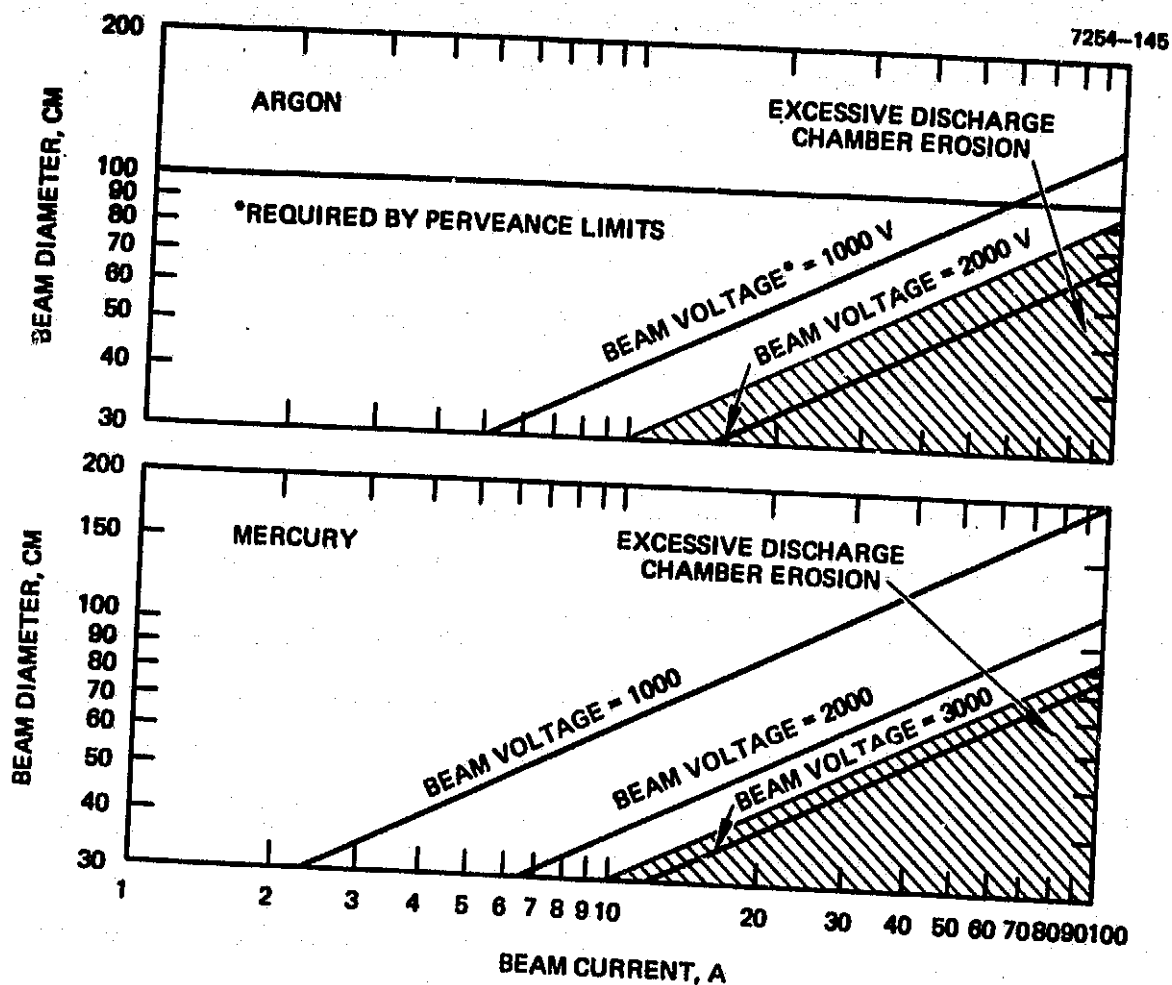 7254-145
200
100
90
80
70
60
50
40
30
BEAM DIAMETER, CM
ARGON
EXCESSIVE DISCHARGE
CHAMBER EROSION
*REQUIRED BY PERVEANCE LIMITS
BEAM VOLTAGE* = 1000 V
BEAM VOLTAGE = 2000 V
200
150
100
90
80
70
60
50
40
30
BEAM DIAMETER, CM
MERCURY
EXCESSIVE DISCHARGE
CHAMBER EROSION
BEAM VOLTAGE = 1000
BEAM VOLTAGE = 2000
BEAM VOLTAGE = 3000
1 2 3 4 5 6 7 8 9 10 20 30 40 50 60 70 80 90 100
BEAM CURRENT, A